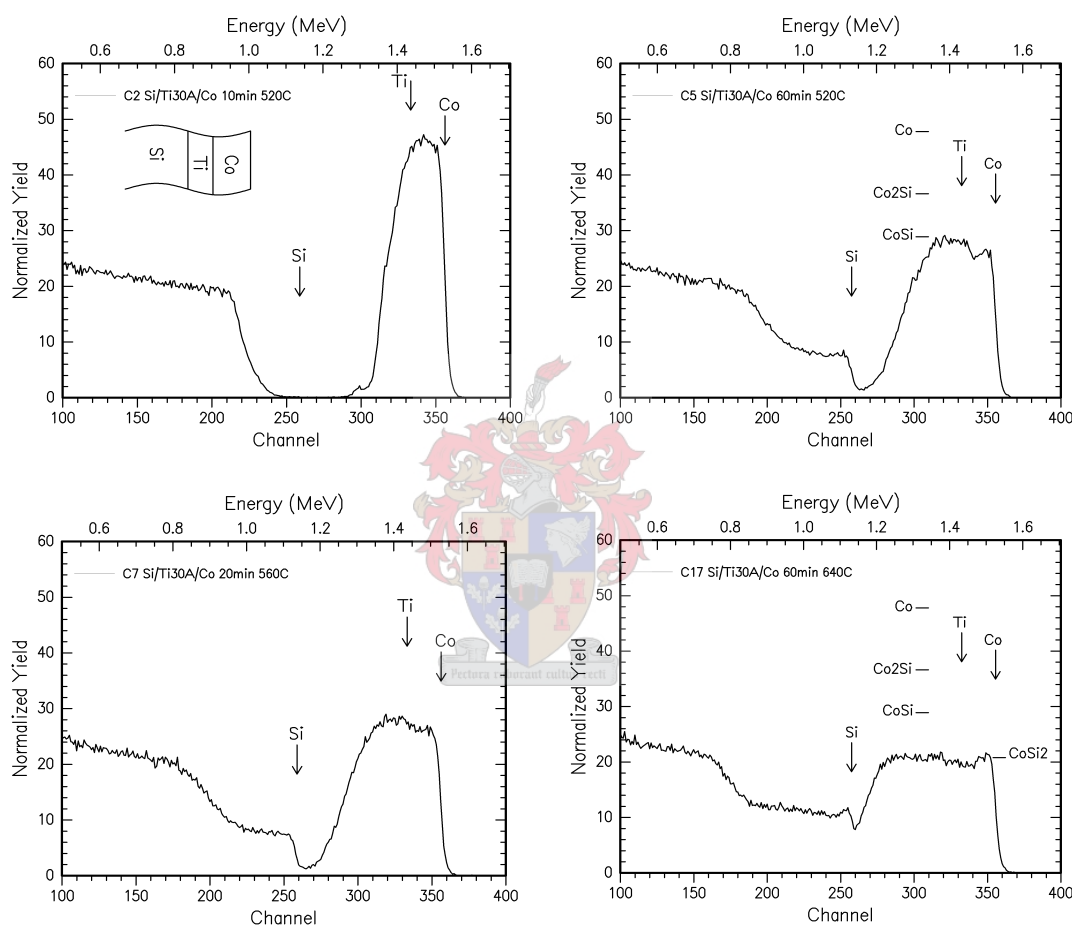 Energy (MeV)
0.6 0.8 1.0 1.2 1.4 1.6
60
50
40
30
20
10
0
Normalized Yield
C2 Si/Ti30A/Co 10min 520C
Si
Ti
Co
Ti
Co
Si
100 150 200 250 300 350 400
Channel
Energy (MeV)
0.6 0.8 1.0 1.2 1.4 1.6
60
50
40
30
20
10
0
Normalized Yield
C5 Si/Ti30A/Co 60min 520C
Co
Ti
Co
Co2Si
CoSi
Si
100 150 200 250 300 350 400
Channel
Energy (MeV)
0.6 0.8 1.0 1.2 1.4 1.6
60
50
40
30
20
10
0
Normalized Yield
C7 Si/Ti30A/Co 20min 560C
Ti
Co
Si
100 150 200 250 300 350 400
Channel
Pectura roborant cultus recti
Energy (MeV)
0.6 0.8 1.0 1.2 1.4 1.6
60
50
40
30
20
10
0
Normalized Yield
C17 Si/Ti30A/Co 60min 640C
Co
Ti
Co
Co2Si
CoSi
Si
CoSi2
100 150 200 250 300 350 400
Channel